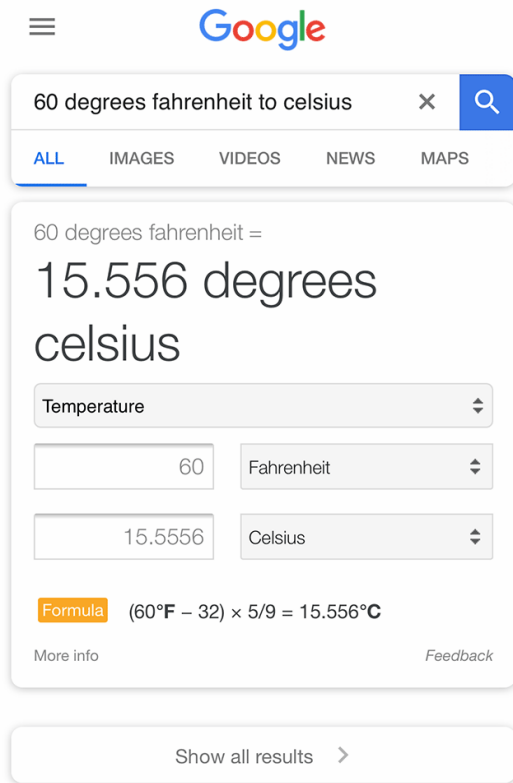 Google
60 degrees fahrenheit to celsius
ALL IMAGES VIDEOS NEWS MAPS
60 degrees fahrenheit =
15.556 degrees
celsius
Temperature
60 Fahrenheit
15.5556 Celsius
Formula (60°F – 32) × 5/9 = 15.556°C
More info Feedback
Show all results